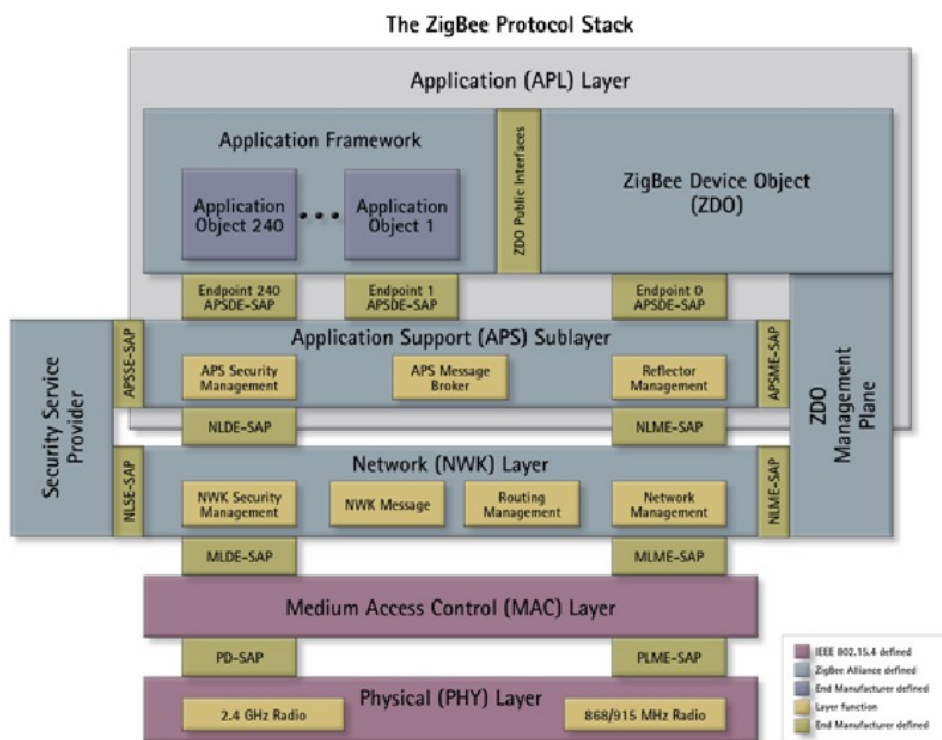 The ZigBee Protocol Stack
Application (APL) Layer
Application Framework
Application
Object 240
Application
Object 1
ZDO Public Interfaces
ZigBee Device Object
(ZDO)
Endpoint 240
APSDE-SAP
Endpoint 1
APSDE-SAP
Endpoint 0
APSDE-SAP
Security Service
Provider
APSSE-SAP
Application Support (APS) Sublayer
APS Security
Management
APS Message
Broker
Reflector
Management
APSME-SAP
ZDO
Management
Plane
NLDE-SAP
NLME-SAP
NLSE-SAP
Network (NWK) Layer
NWK Security
Management
NWK Message
Routing
Management
Network
Management
NLME-SAP
MLDE-SAP
MLME-SAP
Medium Access Control (MAC) Layer
PD-SAP
PLME-SAP
Physical (PHY) Layer
2.4 GHz Radio
868/915 MHz Radio
IEEE 802.15.4 defined
ZigBee Alliance defined
End Manufacturer defined
Layer function
End Manufacturer defined